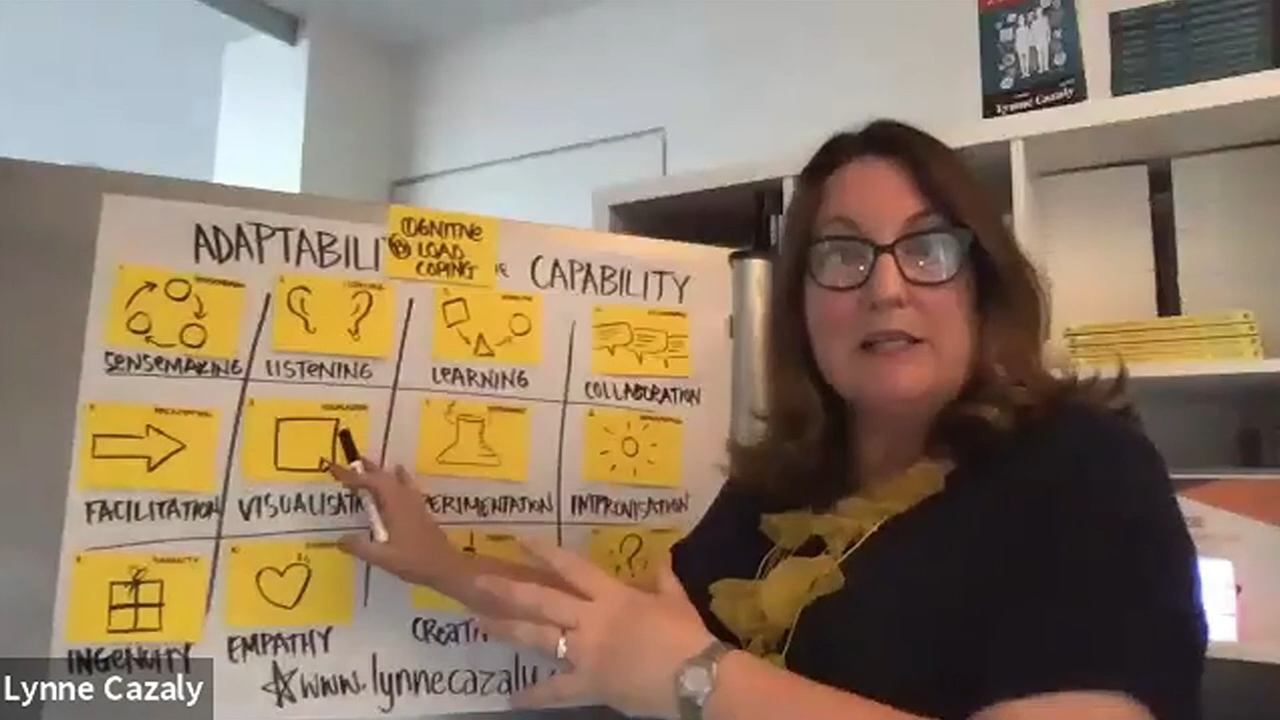 Lynne Cazaly
COGNITIVE
LOAD
COPING
ADAPTABILI
CAPABILITY
SENSEMAKING
LISTENING
LEARNING
COLLABORATION
FACILITATION
VISUALISAT
PERIMENTATION
IMPROVISATION
INGENUITY
EMPATHY
CREATI
www.lynnecazaly.
Lynne Cazaly